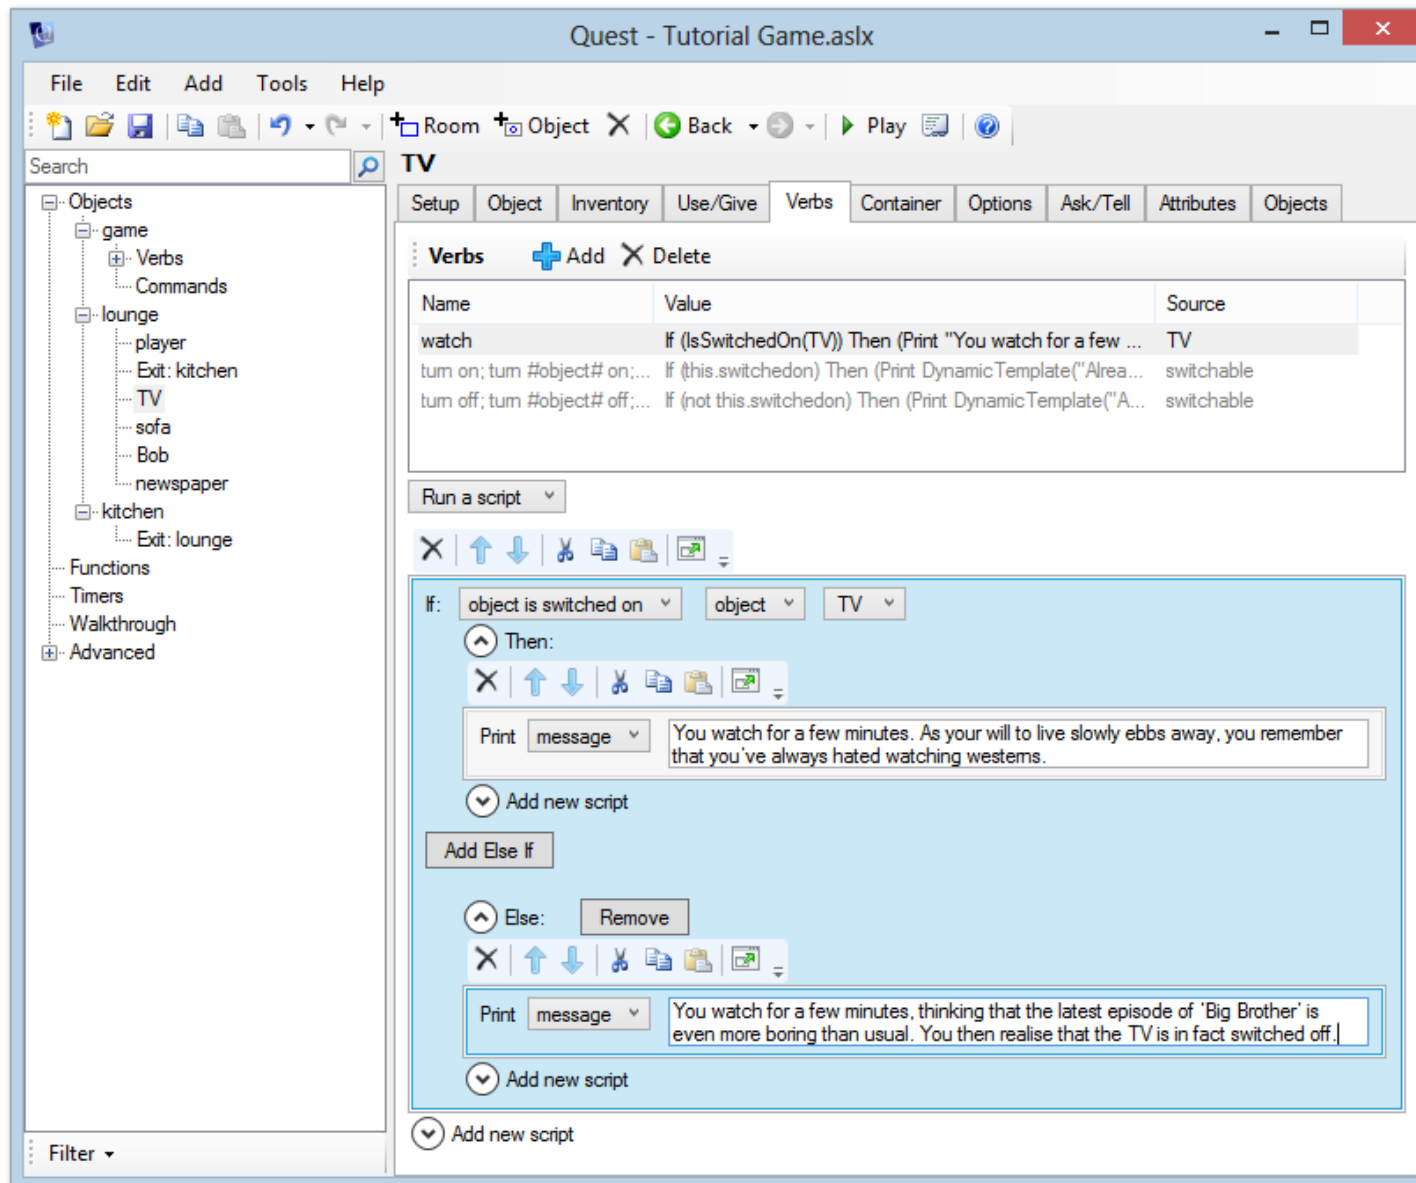 Quest - Tutorial Game.aslx
File Edit Add Tools Help
Room Object Back Play
Search
TV
Setup Object Inventory Use/Give Verbs Container Options Ask/Tell Attributes Objects
Objects
game
Verbs
Commands
lounge
player
Exit: kitchen
TV
sofa
Bob
newspaper
kitchen
Exit: lounge
Functions
Timers
Walkthrough
Advanced
Filter
Verbs Add Delete
Name Value Source
watch If (IsSwitchedOn(TV)) Then (Print "You watch for a few ... TV
turn on; turn #object# on;... If (this.switchedon) Then (Print DynamicTemplate("Alrea... switchable
turn off; turn #object# off;... If (not this.switchedon) Then (Print DynamicTemplate("A... switchable
Run a script
If: object is switched on object TV
Then:
Print message You watch for a few minutes. As your will to live slowly ebbs away, you remember
that you've always hated watching westerns.
Add new script
Add Else If
Else: Remove
Print message You watch for a few minutes, thinking that the latest episode of 'Big Brother' is
even more boring than usual. You then realise that the TV is in fact switched off.
Add new script
Add new script